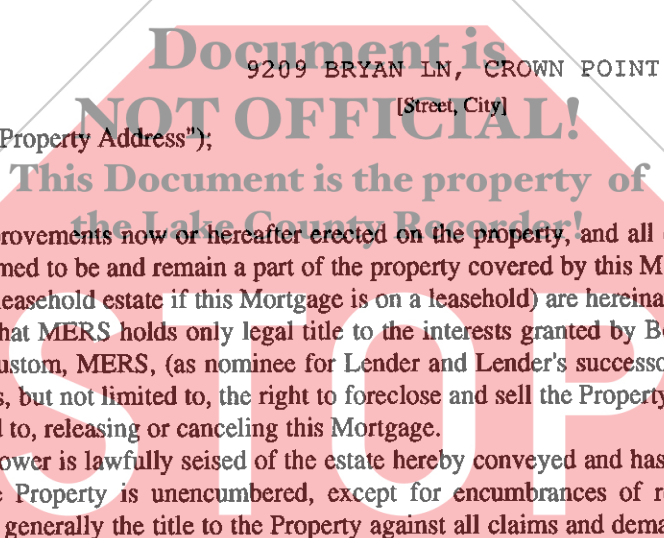 Document is
9209 BRYAN LN, CROWN POINT
NOT OFFICIAL!
[Street, City]
Property Address");
This Document is the property of
the Lake County Recorder!
rovements now or hereafter erected on the property, and all
med to be and remain a part of the property covered by this M
leasehold estate if this Mortgage is on a leasehold) are hereina
hat MERS holds only legal title to the interests granted by Bo
ustom, MERS, (as nominee for Lender and Lender's successo
s, but not limited to, the right to foreclose and sell the Property
d to, releasing or canceling this Mortgage.
ower is lawfully seised of the estate hereby conveyed and has
e Property is unencumbered, except for encumbrances of r
generally the title to the Property against all claims and dema
STOP